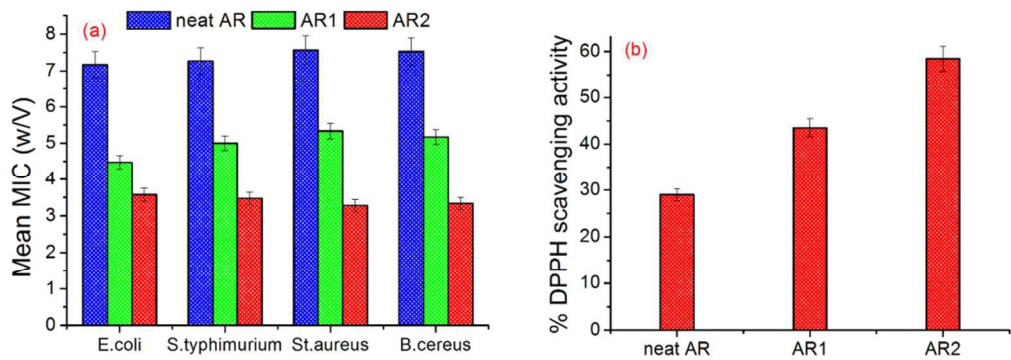 (a)
neat AR AR1 AR2
Mean MIC (w/V)
8
7
6
5
4
3
2
1
0
E.coli S.typhimurium St.aureus B.cereus
(b)
% DPPH scavenging activity
60
50
40
30
20
10
0
neat AR AR1 AR2